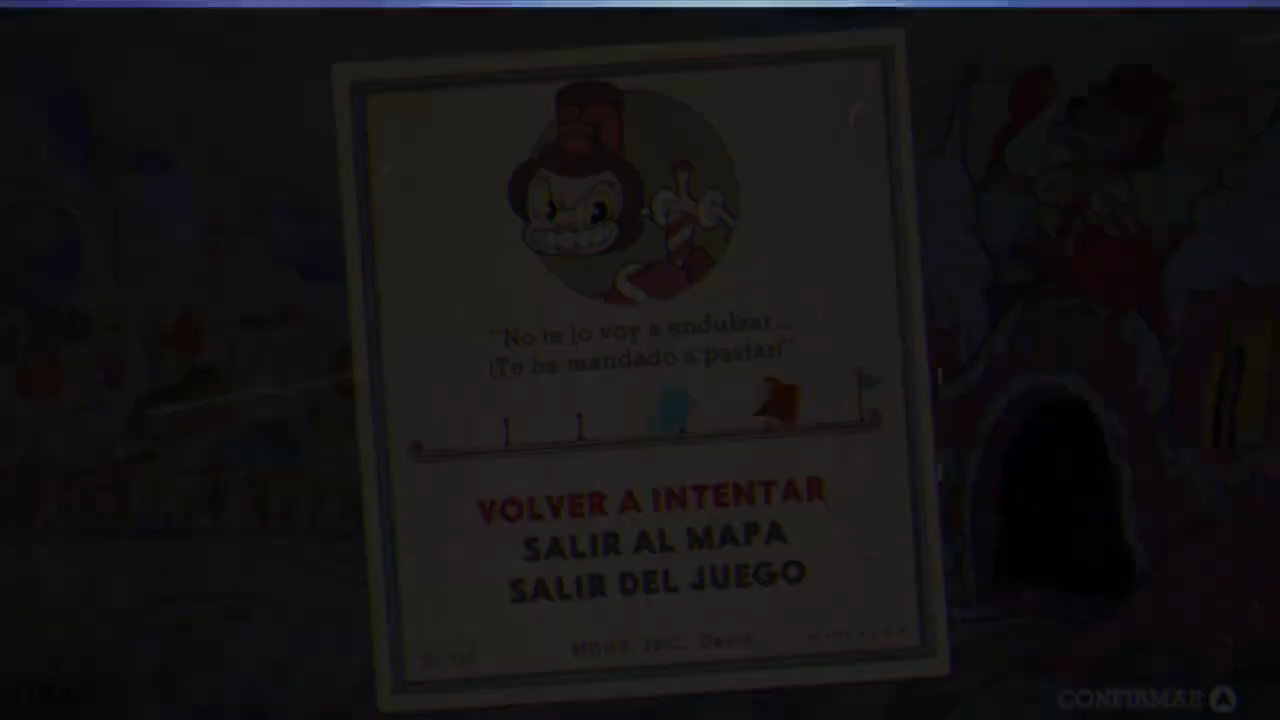 "No te lo voy a endulzar...
¡Te he mandado a pastar!"
VOLVER A INTENTAR
SALIR AL MAPA
SALIR DEL JUEGO
CONFIRMAR